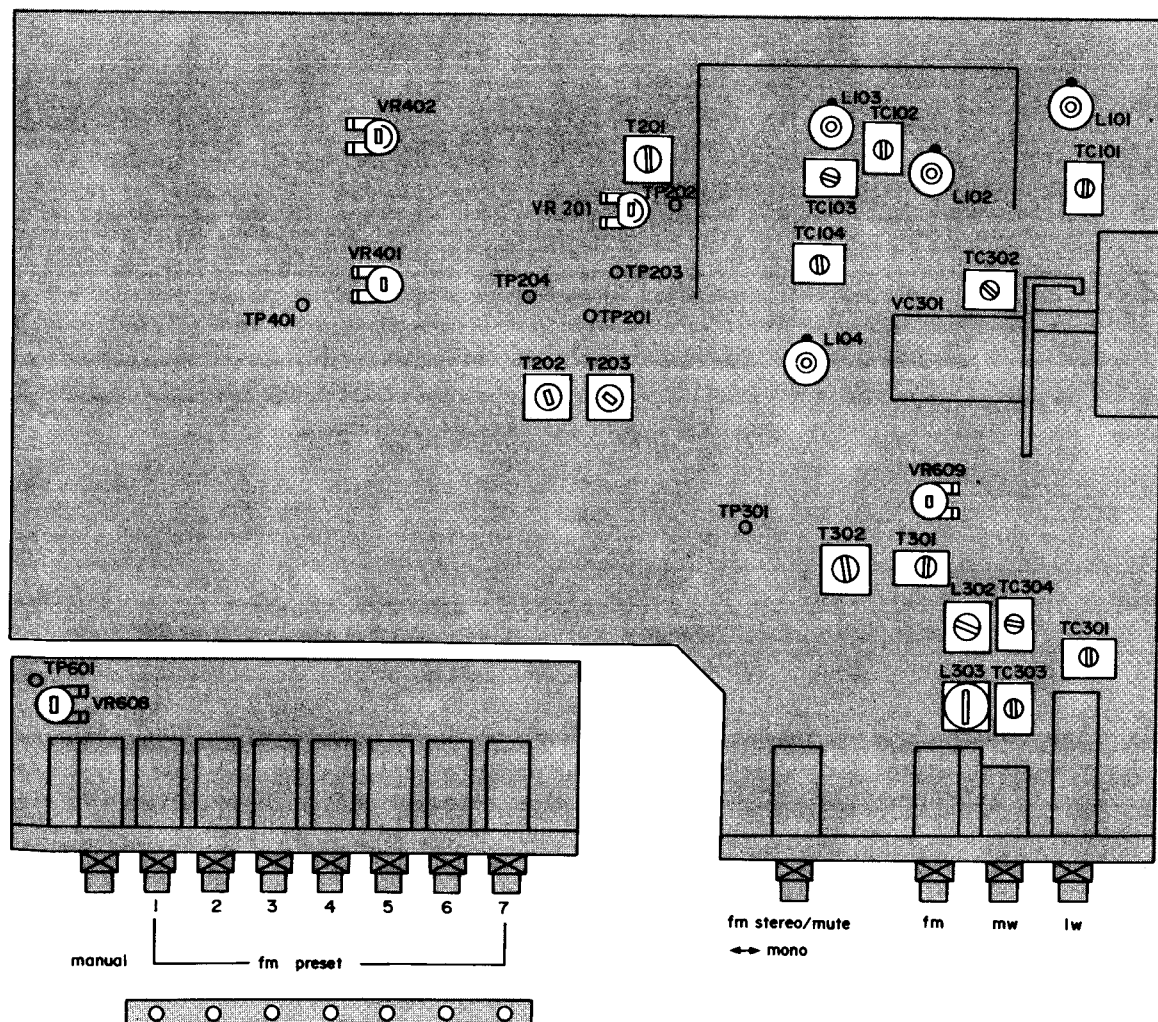 VR402
L103
TC102
L101
T201
TC101
TP202
L102
VR 201
TC103
TC104
VR401
TP203
TC302
TP204
VC301
TP401
TP201
L104
T202 T203
VR609
TP301
T302
T301
L302 TC304
TC301
TP601
L303 TC303
VR608
1 2 3 4 5 6 7
fm stereo/mute fm mw lw
↔ mono
manual fm preset